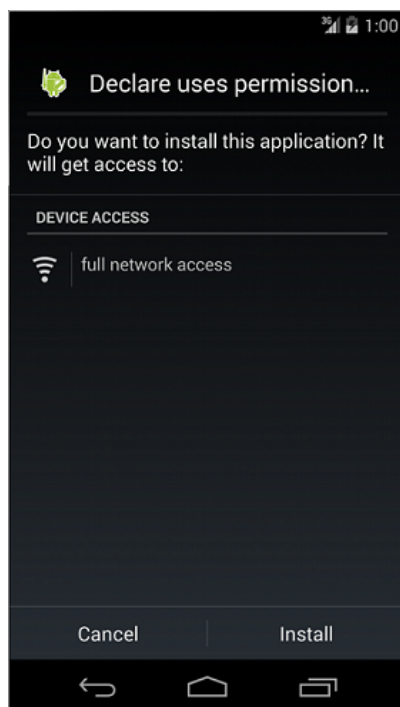 3G 1:00
Declare uses permission...
Do you want to install this application? It
will get access to:
DEVICE ACCESS
full network access
Cancel Install